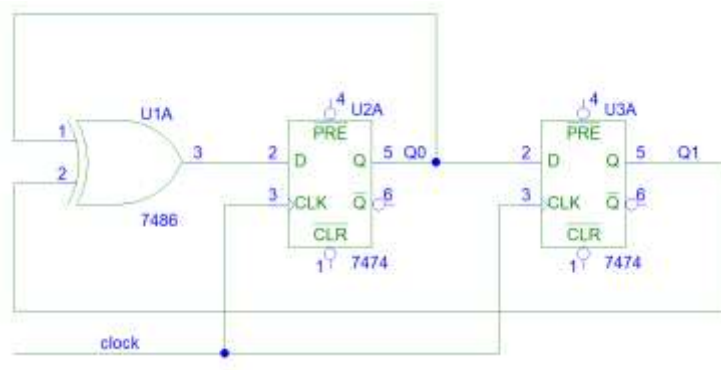 U1A
1
2
3
7486
4
U2A
PRE
2
D
Q
5
Q0
3
CLK
Q
6
CLR
1
7474
4
U3A
PRE
2
D
Q
5
Q1
3
CLK
Q
6
CLR
1
7474
clock